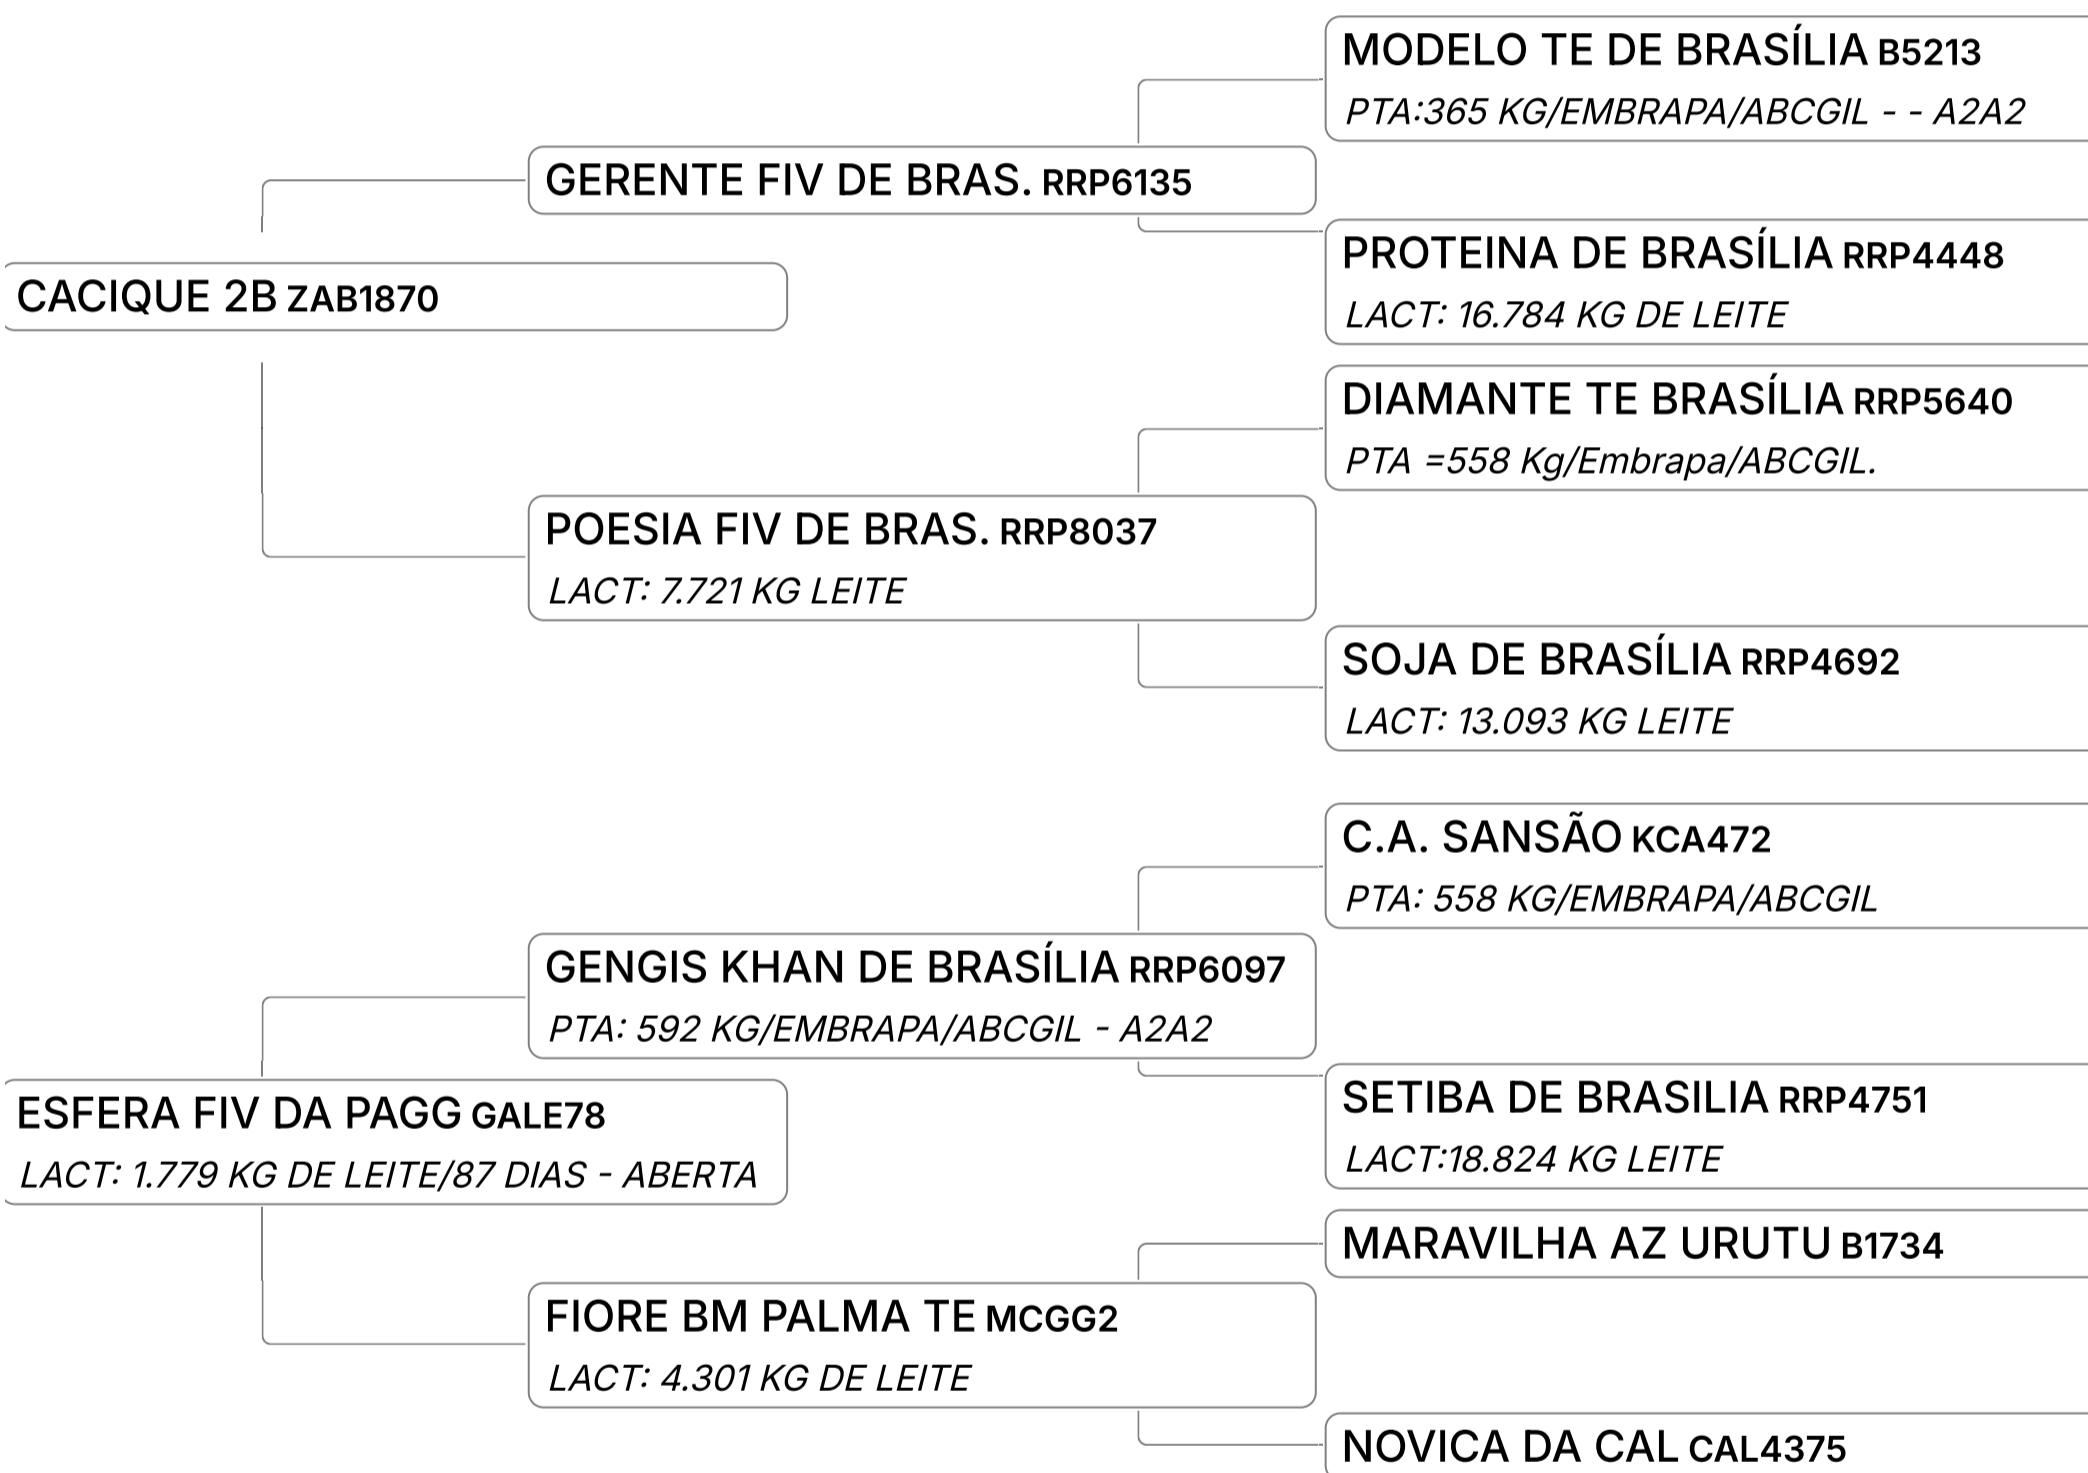 MODELO TE DE BRASÍLIA B5213
PTA:365 KG/EMBRAPA/ABCGIL - - A2A2
GERENTE FIV DE BRAS. RRP6135
PROTEINA DE BRASÍLIA RRP4448
LACT: 16.784 KG DE LEITE
CACIQUE 2B ZAB1870
DIAMANTE TE BRASÍLIA RRP5640
PTA =558 Kg/Embrapa/ABCGIL.
POESIA FIV DE BRAS. RRP8037
LACT: 7.721 KG LEITE
SOJA DE BRASÍLIA RRP4692
LACT: 13.093 KG LEITE
C.A. SANSÃO KCA472
PTA: 558 KG/EMBRAPA/ABCGIL
GENGIS KHAN DE BRASÍLIA RRP6097
PTA: 592 KG/EMBRAPA/ABCGIL - A2A2
SETIBA DE BRASILIA RRP4751
LACT:18.824 KG LEITE
ESFERA FIV DA PAGG GALE78
LACT: 1.779 KG DE LEITE/87 DIAS - ABERTA
MARAVILHA AZ URUTU B1734
FIORE BM PALMA TE MCGG2
LACT: 4.301 KG DE LEITE
NOVICA DA CAL CAL4375